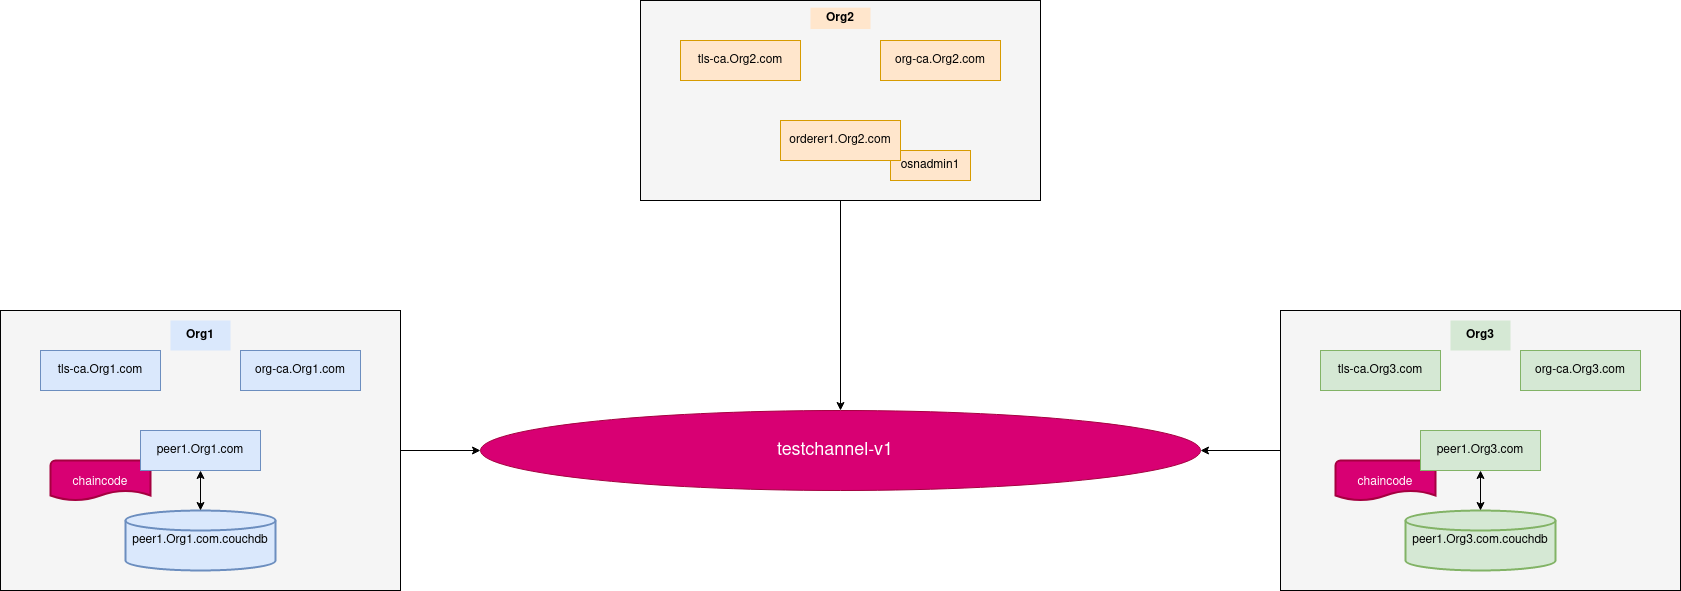 Org2
tls-ca.Org2.com
org-ca.Org2.com
orderer1.Org2.com
osnadmin1
Org1
tls-ca.Org1.com
org-ca.Org1.com
peer1.Org1.com
chaincode
peer1.Org1.com.couchdb
testchannel-v1
Org3
tls-ca.Org3.com
org-ca.Org3.com
peer1.Org3.com
chaincode
peer1.Org3.com.couchdb